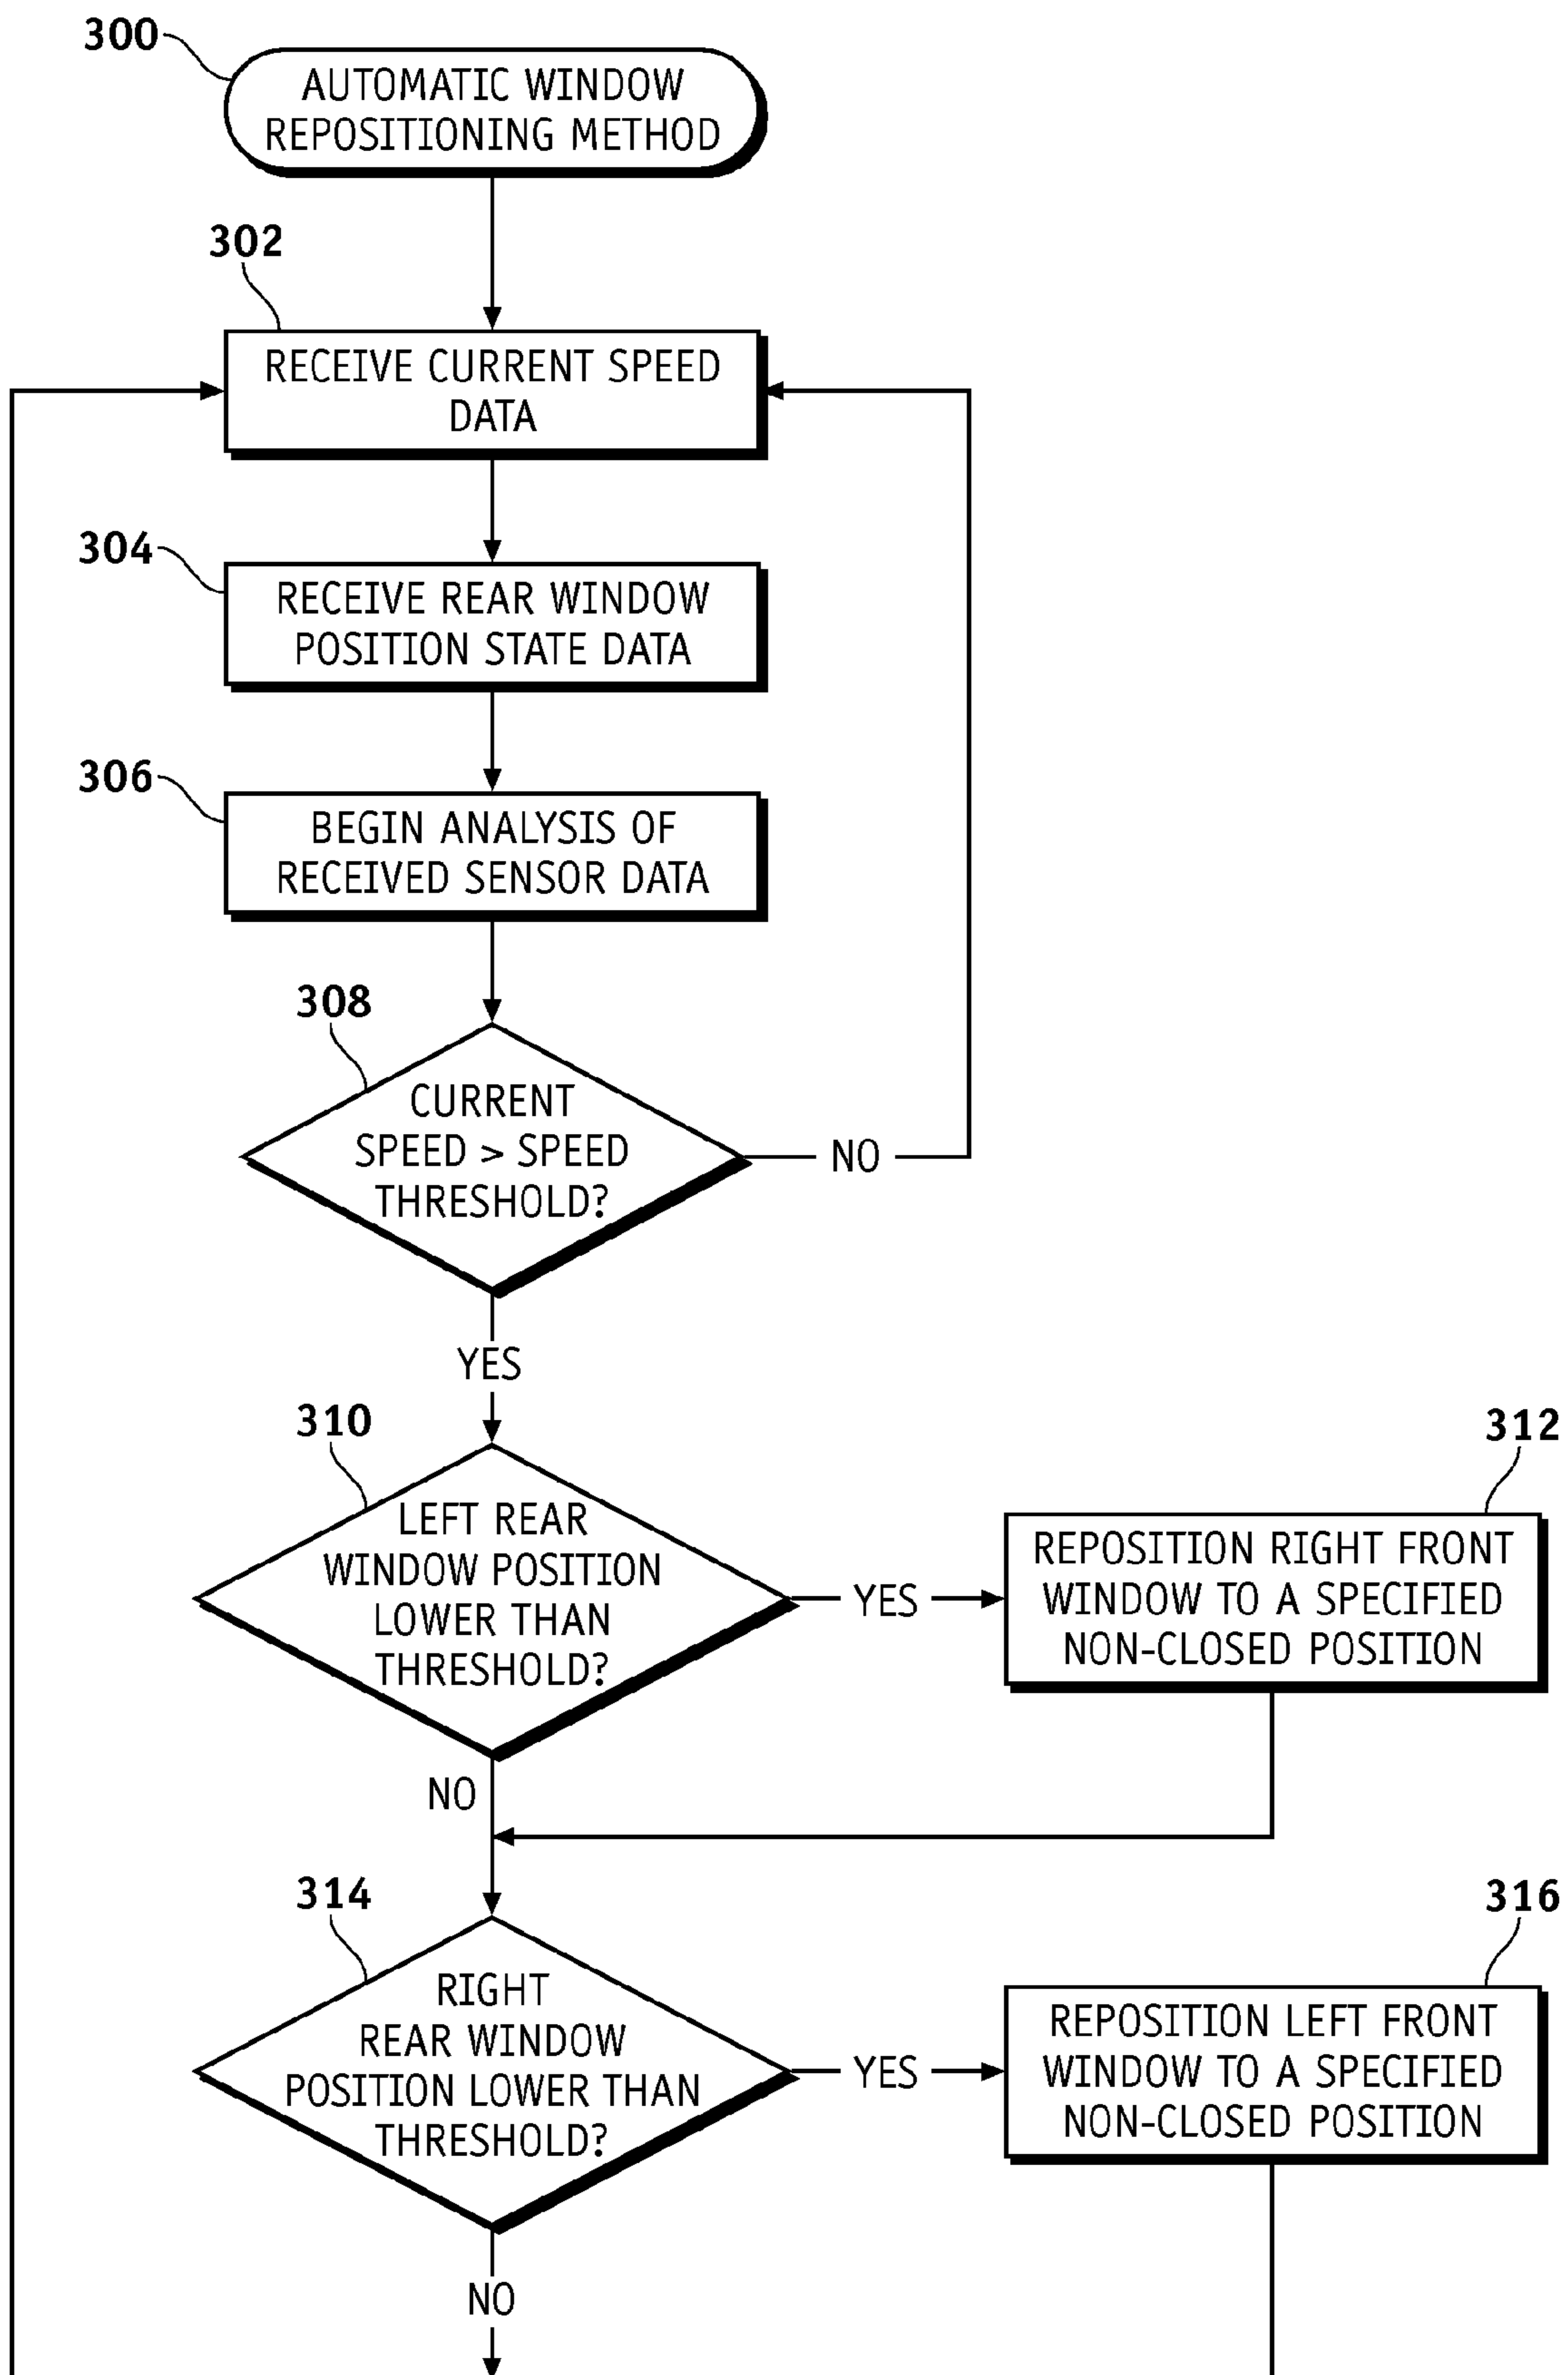 300
AUTOMATIC WINDOW
REPOSITIONING METHOD
302
RECEIVE CURRENT SPEED
DATA
304
RECEIVE REAR WINDOW
POSITION STATE DATA
306
BEGIN ANALYSIS OF
RECEIVED SENSOR DATA
308
CURRENT
SPEED > SPEED
THRESHOLD?
NO
YES
310
LEFT REAR
WINDOW POSITION
LOWER THAN
THRESHOLD?
YES
312
REPOSITION RIGHT FRONT
WINDOW TO A SPECIFIED
NON-CLOSED POSITION
NO
314
RIGHT
REAR WINDOW
POSITION LOWER THAN
THRESHOLD?
YES
316
REPOSITION LEFT FRONT
WINDOW TO A SPECIFIED
NON-CLOSED POSITION
NO